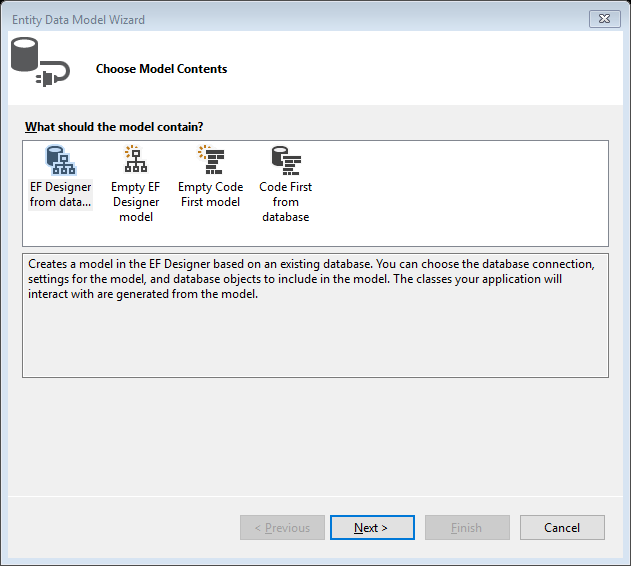 Entity Data Model Wizard
Choose Model Contents
What should the model contain?
EF Designer
from data...
Empty EF
Designer
model
Empty Code
First model
Code First
from
database
Creates a model in the EF Designer based on an existing database. You can choose the database connection,
settings for the model, and database objects to include in the model. The classes your application will
interact with are generated from the model.
< Previous
Next >
Finish
Cancel